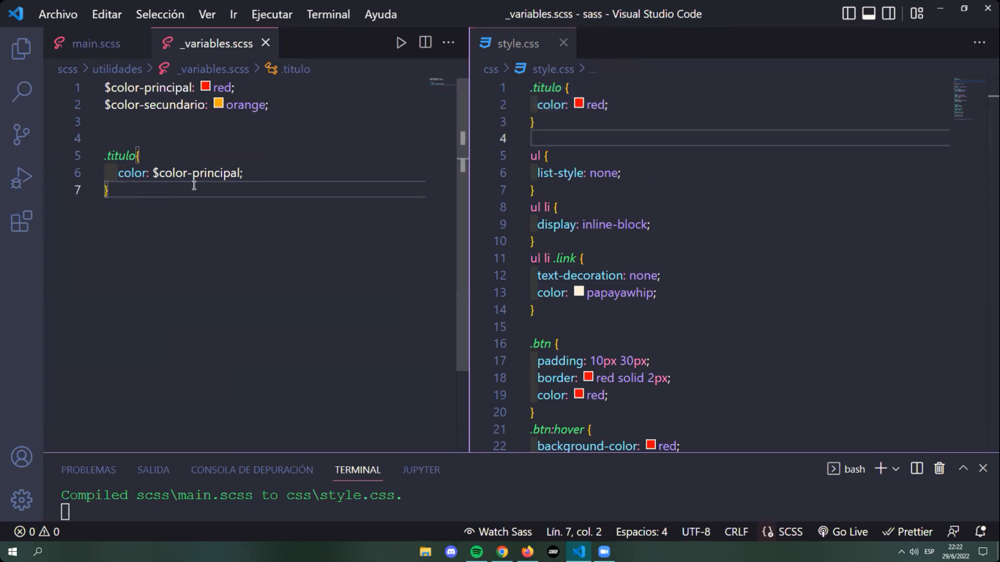 Archivo Editar Selección Ver Ir Ejecutar Terminal Ayuda _variables.scss - sass - Visual Studio Code
main.scss _variables.scss style.css
scss > utilidades > _variables.scss > .titulo css > style.css > ...
1 $color-principal: red;
2 $color-secundario: orange;
3
4
5 .titulo{
6 color: $color-principal;
7 }
1 .titulo {
2 color: red;
3 }
4
5 ul {
6 list-style: none;
7 }
8 ul li {
9 display: inline-block;
10 }
11 ul li .link {
12 text-decoration: none;
13 color: papayawhip;
14 }
15
16 .btn {
17 padding: 10px 30px;
18 border: red solid 2px;
19 color: red;
20 }
21 .btn:hover {
22 background-color: red;
PROBLEMAS SALIDA CONSOLA DE DEPURACIÓN TERMINAL JUPYTER bash
Compiled scss\main.scss to css\style.css.
0 0 Watch Sass Lín. 7, col. 2 Espacios: 4 UTF-8 CRLF SCSS Go Live Prettier
ESP 22:22
29/6/2022